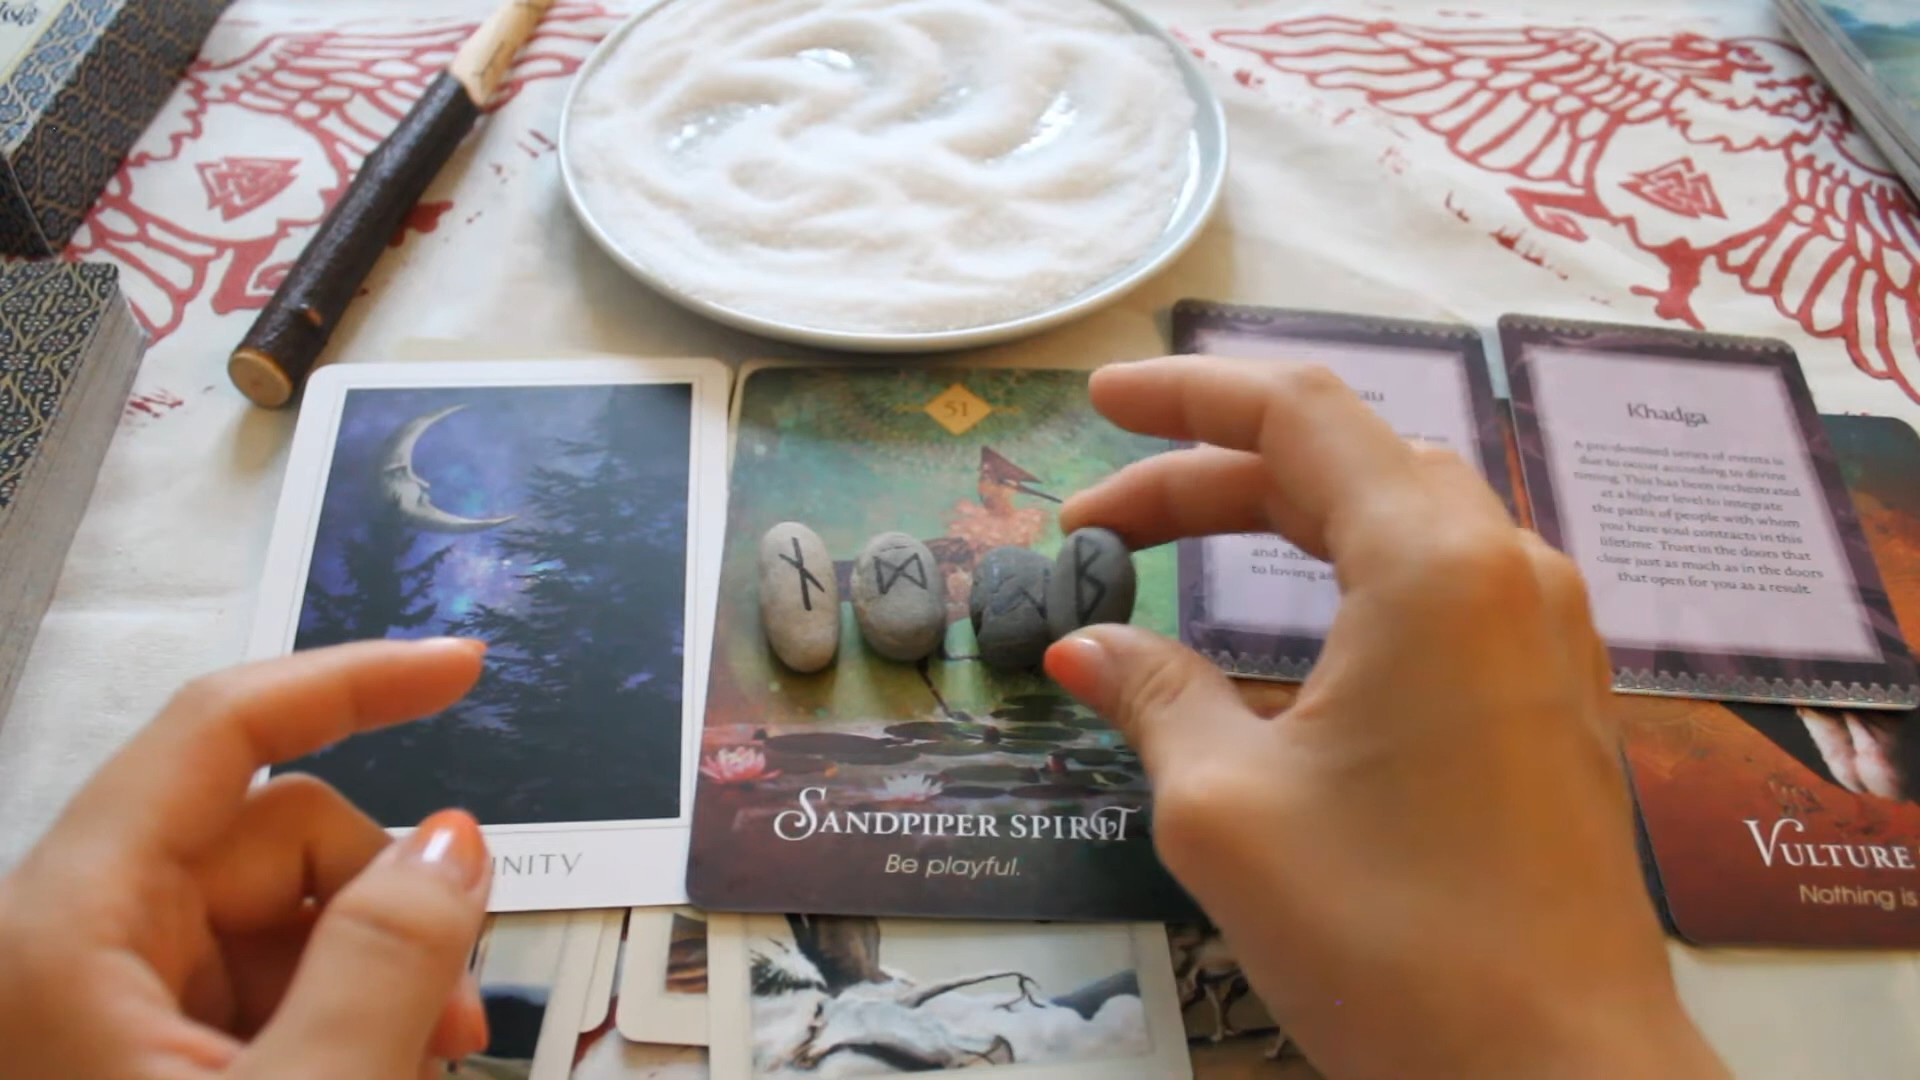 51
Khadga
A pre-destined series of events is
due to occur according to divine
timing. This has been orchestrated
at a higher level to integrate
the paths of people with whom
you have soul contracts in this
lifetime. Trust in the doors that
close just as much as in the doors
that open for you as a result.
and sha
to loving a
ᚾ ᛞ ᛒ
SANDPIPER SPIRIT
Be playful.
INITY
VULTURE
Nothing is